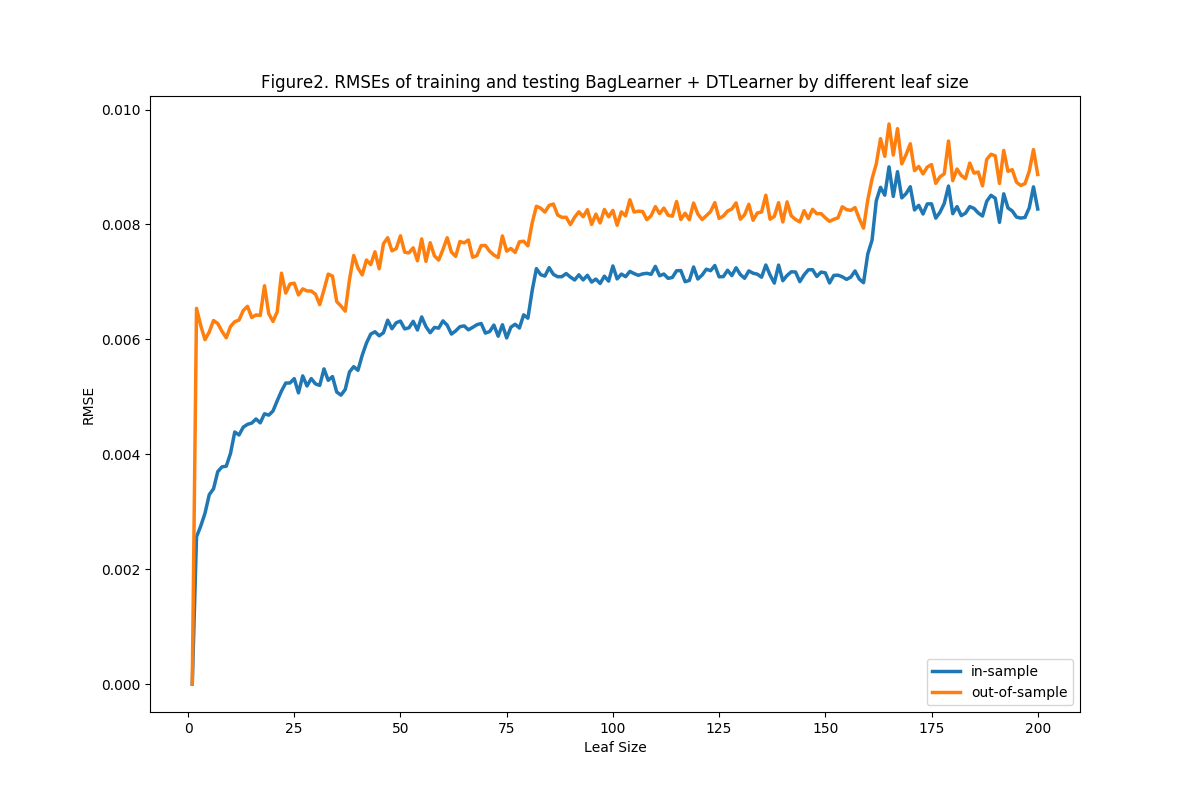 Figure2. RMSEs of training and testing BagLearner + DTLearner by different leaf size
0.010
0.008
0.006
0.004
0.002
0.000
RMSE
0 25 50 75 100 125 150 175 200
Leaf Size
in-sample
out-of-sample